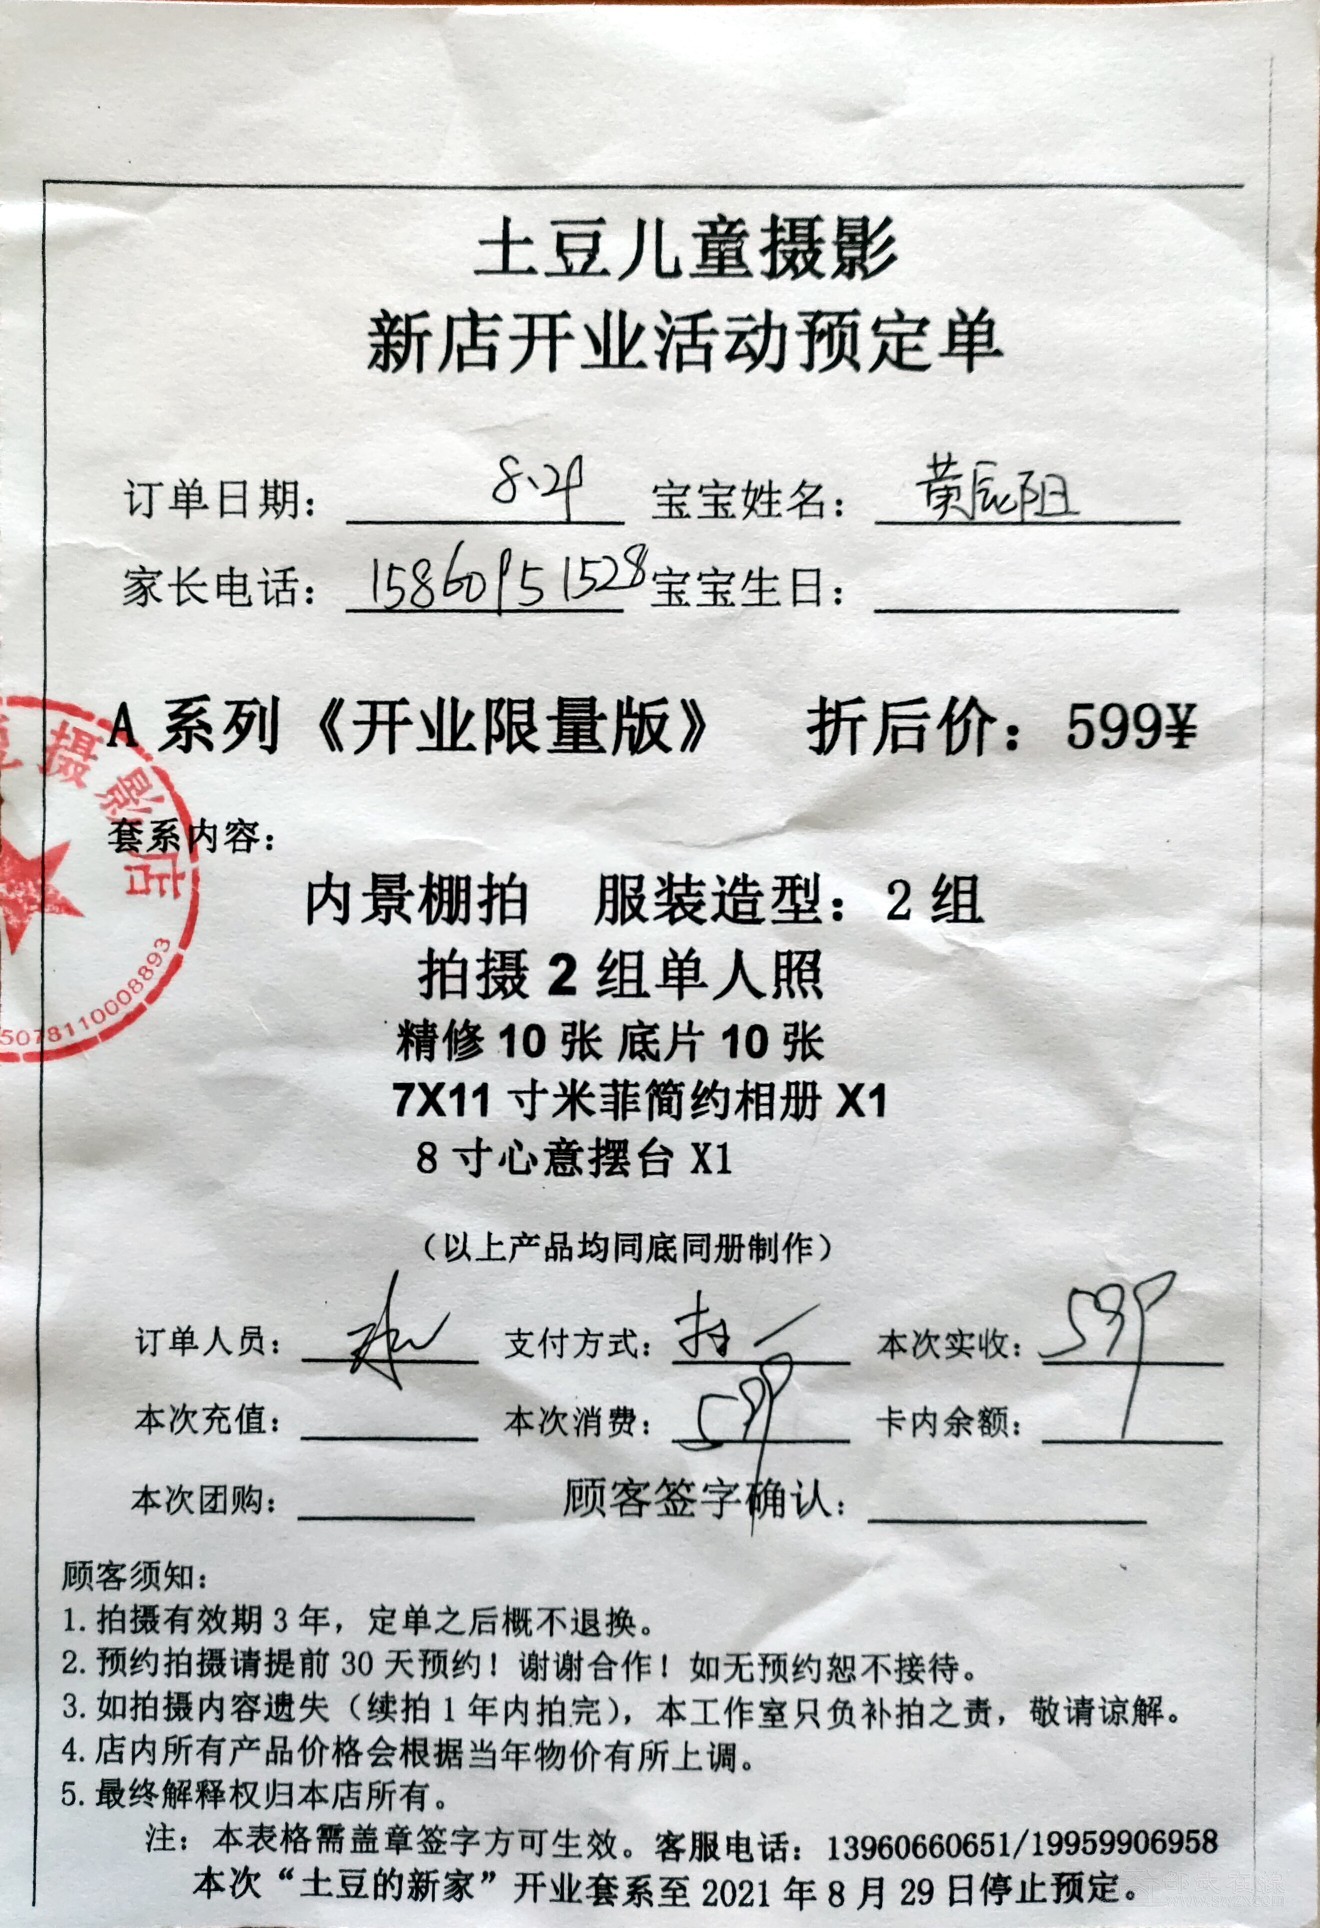 土豆儿童摄影
新店开业活动预定单
订单日期: 8.29 宝宝姓名: 黄辰阳
家长电话: 15860951528 宝宝生日:
A系列《开业限量版》 折后价: 599¥
套系内容:
内景棚拍 服装造型: 2组
拍摄2组单人照
精修10张 底片10张
7X11寸米菲简约相册X1
8寸心意摆台X1
（以上产品均同底同册制作）
订单人员: 支付方式: 扫一 本次实收: 599
本次充值: 本次消费: 599 卡内余额:
本次团购: 顾客签字确认:
顾客须知:
1. 拍摄有效期3年，定单之后概不退换。
2. 预约拍摄请提前30天预约！谢谢合作！如无预约恕不接待。
3. 如拍摄内容遗失（续拍1年内拍完），本工作室只负补拍之责，敬请谅解。
4. 店内所有产品价格会根据当年物价有所上调。
5. 最终解释权归本店所有。
注: 本表格需盖章签字方可生效。客服电话: 13960660651/19959906958
本次“土豆的新家”开业套系至2021年8月29日停止预定。
摄影店
5078110008893